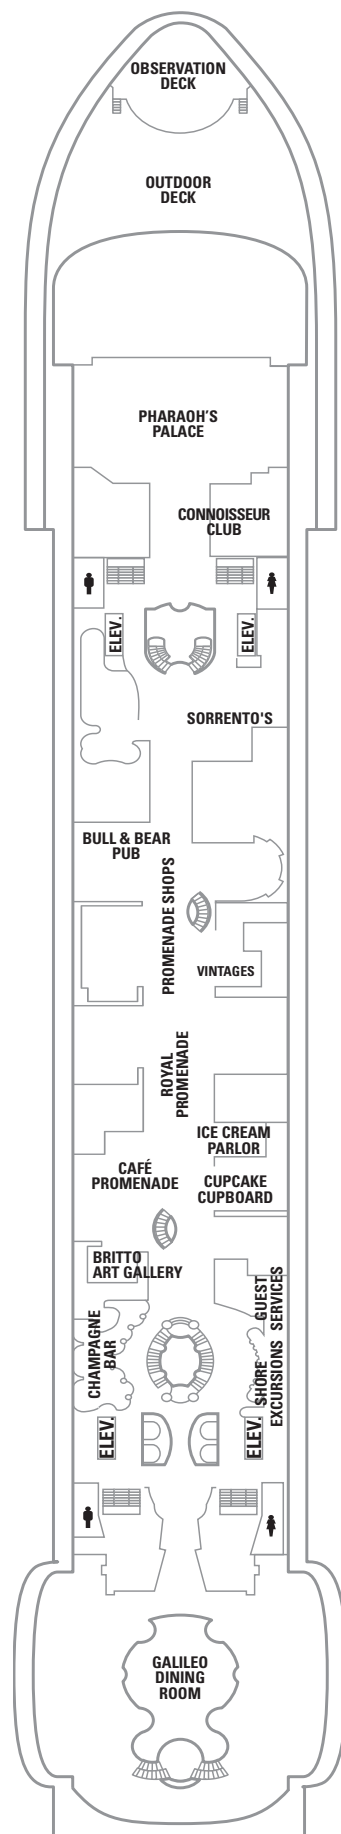 OBSERVATION
DECK
OUTDOOR
DECK
PHARAOH'S
PALACE
CONNOISSEUR
CLUB
ELEV.
ELEV.
SORRENTO'S
BULL & BEAR
PUB
PROMENADE SHOPS
VINTAGES
ROYAL
PROMENADE
ICE CREAM
PARLOR
CAFÉ
PROMENADE
CUPCAKE
CUPBOARD
BRITTO
ART GALLERY
GUEST
SERVICES
CHAMPAGNE
BAR
SHORE
EXCURSIONS
ELEV.
ELEV.
GALILEO
DINING
ROOM